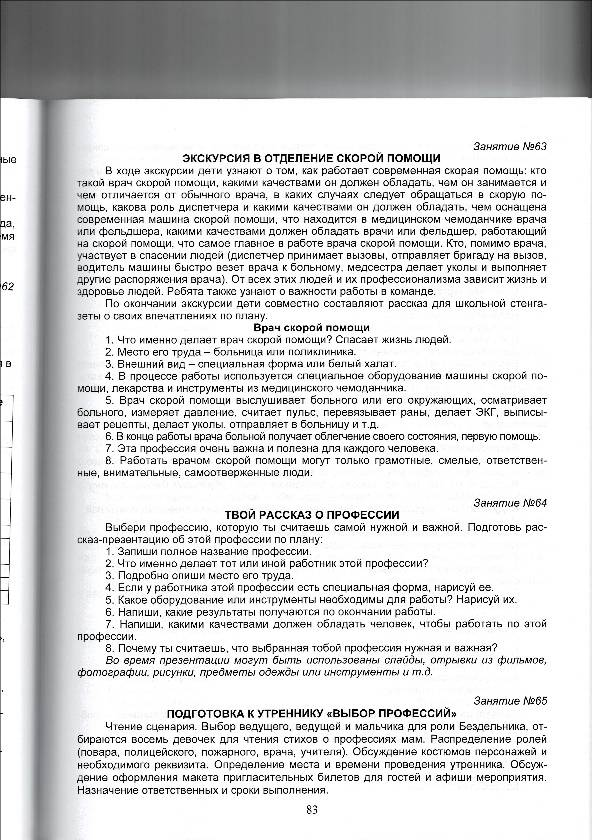 Занятие №63
ЭКСКУРСИЯ В ОТДЕЛЕНИЕ СКОРОЙ ПОМОЩИ
В ходе экскурсии дети узнают о том, как работает современная скорая помощь: кто
такой врач скорой помощи, какими качествами он должен обладать, чем он занимается и
чем отличается от обычного врача, в каких случаях следует обращаться в скорую по-
мощь, какова роль диспетчера и какими качествами он должен обладать, чем оснащена
современная машина скорой помощи, что находится в медицинском чемоданчике врача
или фельдшера, какими качествами должен обладать врачи или фельдшер, работающий
на скорой помощи, что самое главное в работе врача скорой помощи. Кто, помимо врача,
участвует в спасении людей (диспетчер принимает вызовы, отправляет бригаду на вызов,
водитель машины быстро везет врача к больному, медсестра делает уколы и выполняет
другие распоряжения врача). От всех этих людей и их профессионализма зависит жизнь и
здоровье людей. Ребята также узнают о важности работы в команде.
По окончании экскурсии дети совместно составляют рассказ для школьной стенга-
зеты о своих впечатлениях по плану.
Врач скорой помощи
1. Что именно делает врач скорой помощи? Спасает жизнь людей.
2. Место его труда – больница или поликлиника.
3. Внешний вид – специальная форма или белый халат.
4. В процессе работы используется специальное оборудование машины скорой по-
мощи, лекарства и инструменты из медицинского чемоданчика.
5. Врач скорой помощи выслушивает больного или его окружающих, осматривает
больного, измеряет давление, считает пульс, перевязывает раны, делает ЭКГ, выписы-
вает рецепты, деласт уколы, отправляет в больницу и т.д.
6. В конце работы врача больной получает облегчение своего состояния, первую помощь.
7. Эта профессия очень важна и полезна для каждого человека.
8. Работать врачом скорой помощи могут только грамотные, смелые, ответствен-
ные, внимательные, самоотверженные люди.
Занятие №64
ТВОЙ РАССКАЗ О ПРОФЕССИИ
Выбери профессию, которую ты считаешь самой нужной и важной. Подготовь рас-
сказ-презентацию об этой профессии по плану:
1. Запиши полное название профессии.
2. Что именно делает тот или иной работник этой профессии?
3. Подробно опиши место его труда.
4. Если у работника этой профессии есть специальная форма, нарисуй ее.
5. Какое оборудование или инструменты необходимы для работы? Нарисуй их.
6. Напиши, какие результаты получаются по окончании работы.
7. Напиши, какими качествами должен обладать человек, чтобы работать по этой
профессии.
8. Почему ты считаешь, что выбранная тобой профессия нужная и важная?
Во время презентации могут быть использованы слайды, отрывки из фильмов,
фотографии, рисунки, предметы одежды или инструменты и т.д.
Занятие №65
ПОДГОТОВКА К УТРЕННИКУ «ВЫБОР ПРОФЕССИЙ»
Чтение сценария. Выбор ведущего, ведущей и мальчика для роли Бездельника, от-
бираются восемь девочек для чтения стихов о профессиях мам. Распределение ролей
(повара, полицейского, пожарного, врача, учителя). Обсуждение костюмов персонажей и
необходимого реквизита. Определение места и времени проведения утренника. Обсуж-
дение оформления макета пригласительных билетов для гостей и афиши мероприятия.
Назначение ответственных и сроки выполнения.
83